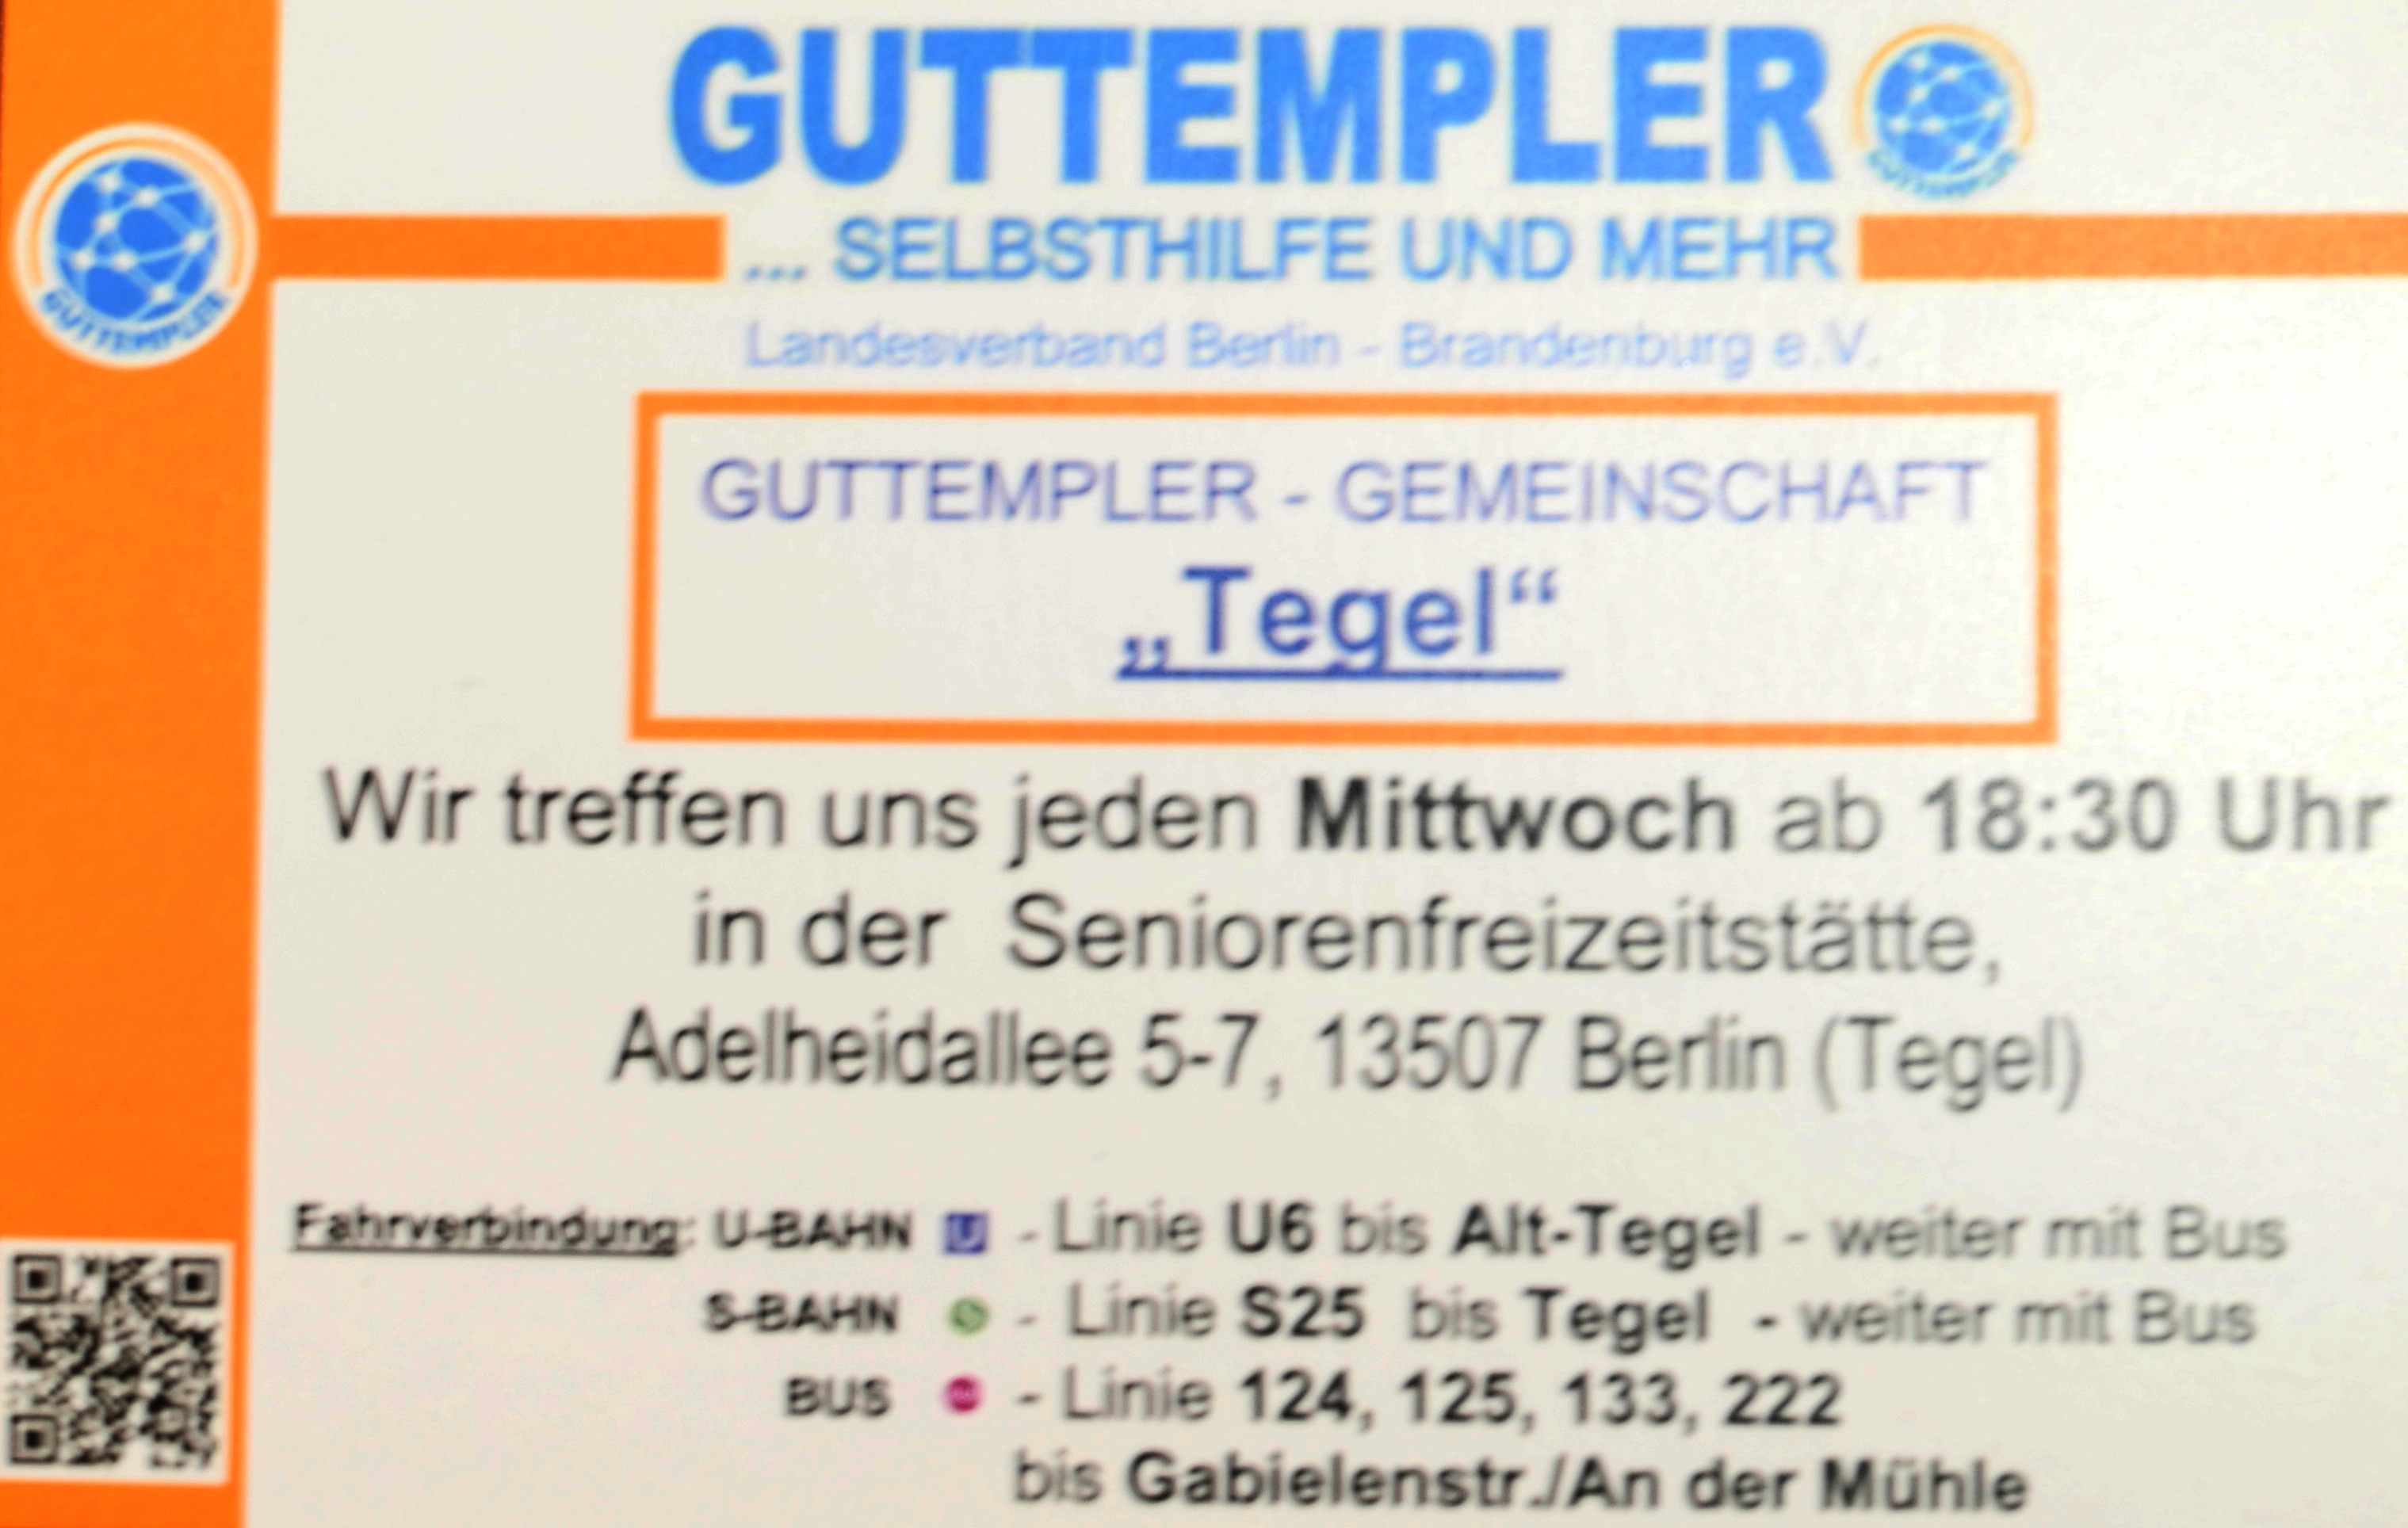 GUTTEMPLER
GUTTEMPLER
GUTTEMPLER
... SELBSTHILFE UND MEHR
Landesverband Berlin - Brandenburg e.V.
GUTTEMPLER - GEMEINSCHAFT
„Tegel“
Wir treffen uns jeden Mittwoch ab 18:30 Uhr
in der Seniorenfreizeitstätte,
Adelheidallee 5-7, 13507 Berlin (Tegel)
Fahrverbindung: U-BAHN U - Linie U6 bis Alt-Tegel - weiter mit Bus
S-BAHN S - Linie S25 bis Tegel - weiter mit Bus
BUS - Linie 124, 125, 133, 222
bis Gabielenstr./An der Mühle